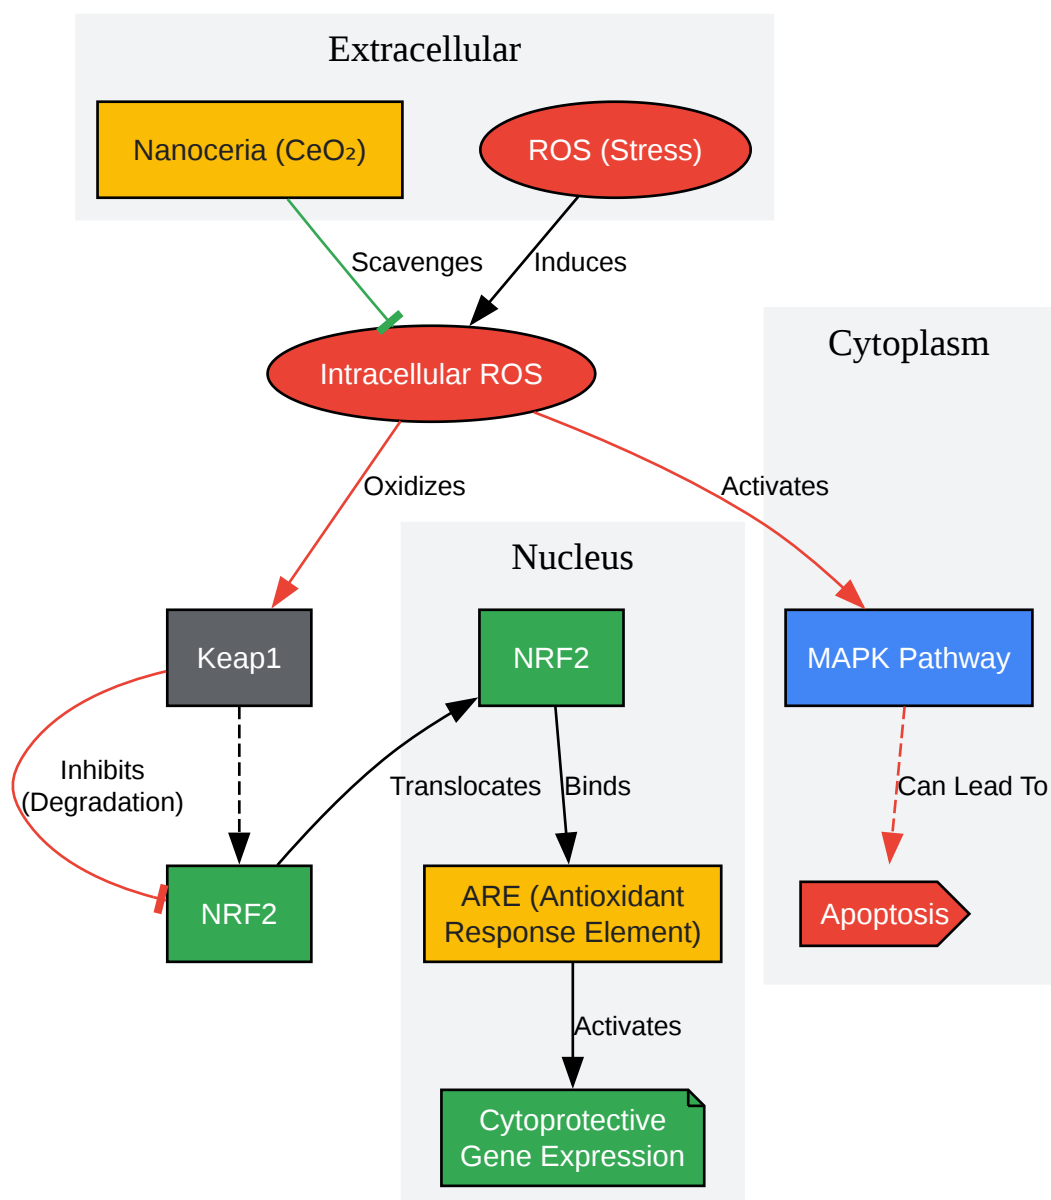 Extracellular
Nanoceria (CeO₂)
ROS (Stress)
Scavenges
Induces
Intracellular ROS
Cytoplasm
Oxidizes
Activates
Nucleus
Keap1
NRF2
MAPK Pathway
Inhibits
(Degradation)
Translocates
Binds
Can Lead To
NRF2
ARE (Antioxidant
Response Element)
Apoptosis
Activates
Cytoprotective
Gene Expression